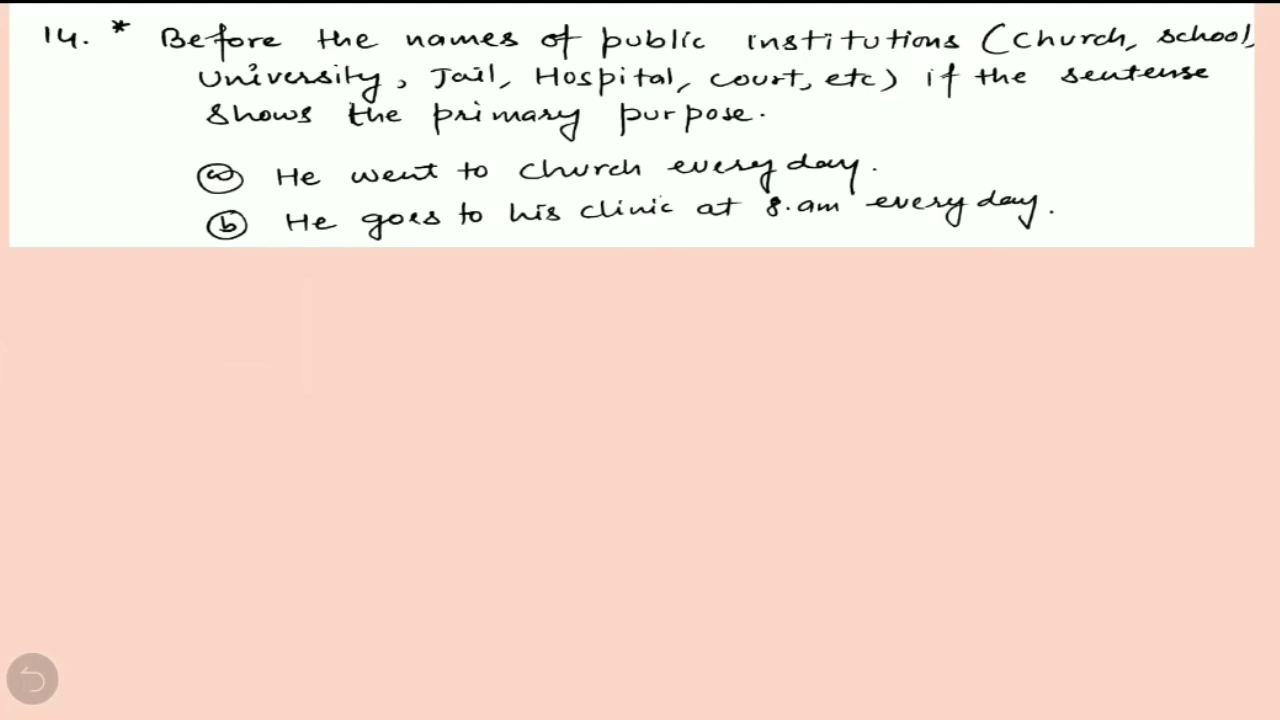 14. * Before the names of public institutions (church, school,
University, Jail, Hospital, court, etc) if the sentense
shows the primary purpose.
(a) He went to church every day.
(b) He goes to his clinic at 8.am every day.